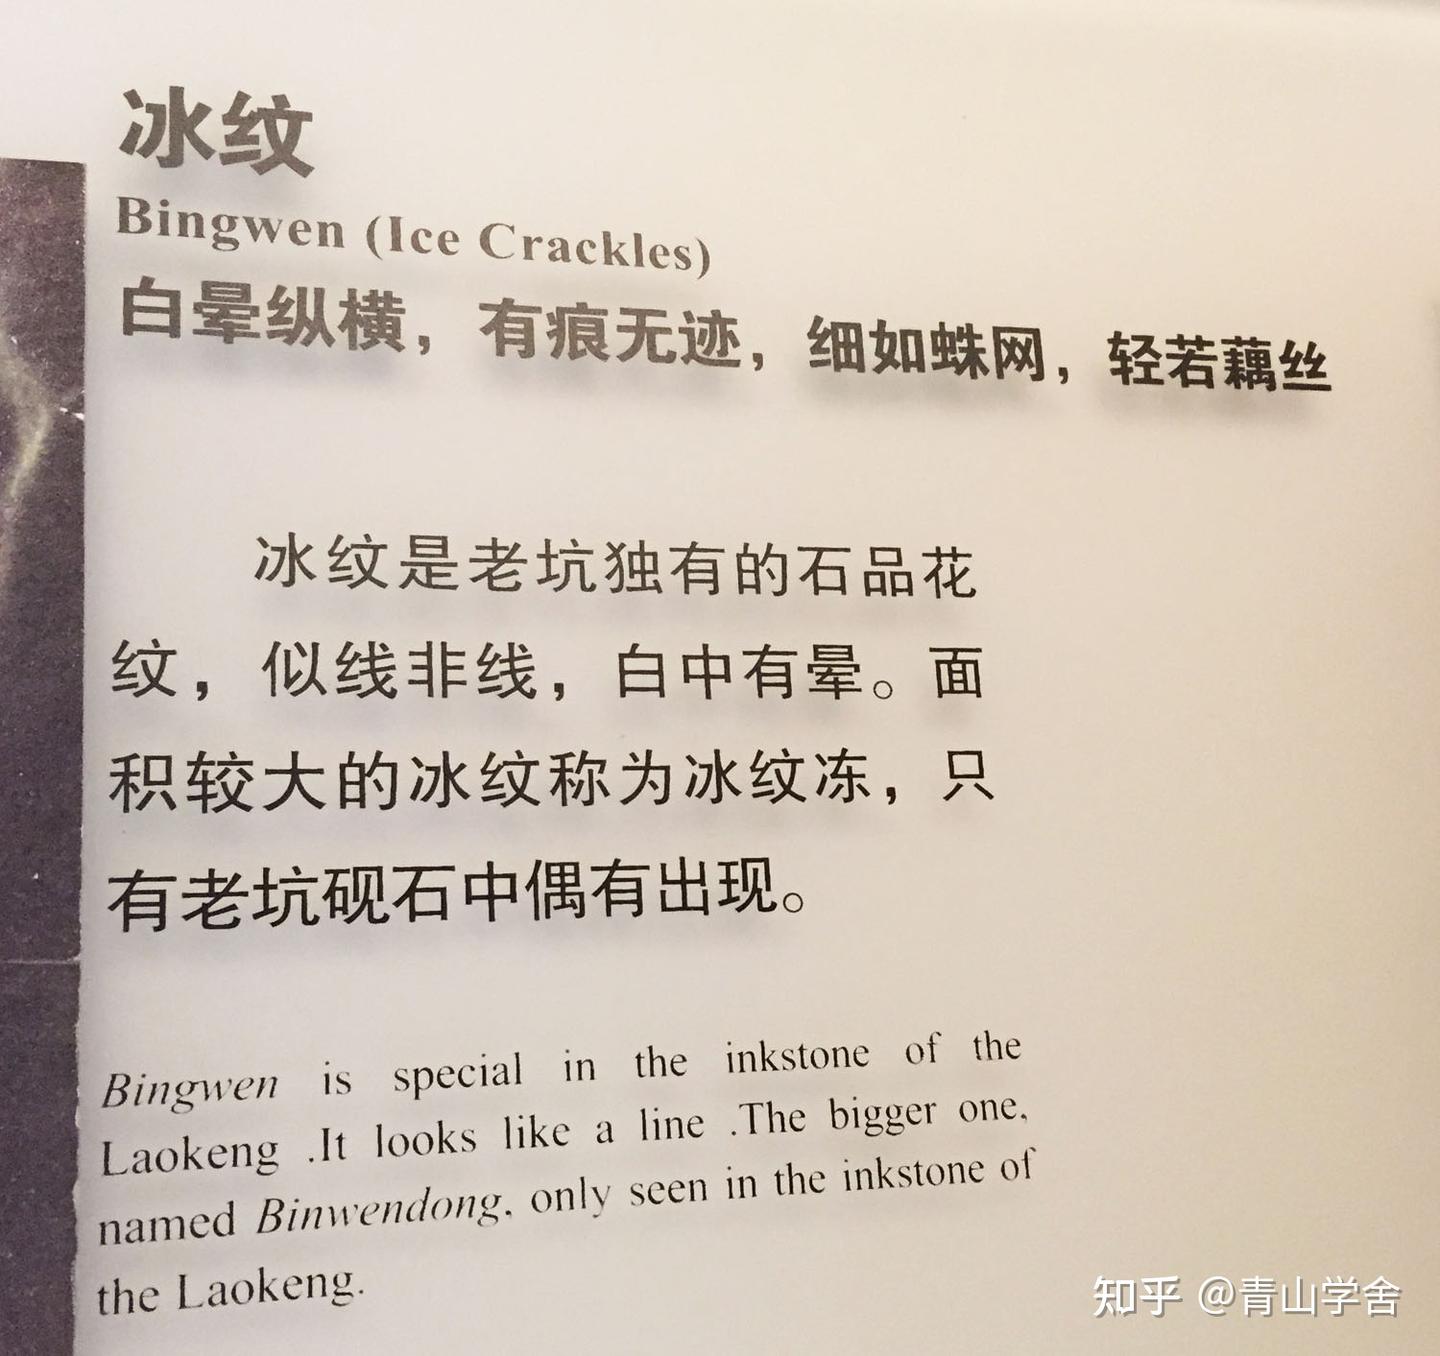 冰纹
Bingwen (Ice Crackles)
白晕纵横，有痕无迹，细如蛛网，轻若藕丝
冰纹是老坑独有的石品花
纹，似线非线，白中有晕。面
积较大的冰纹称为冰纹冻，只
有老坑砚石中偶有出现。
Bingwen is special in the inkstone of the
Laokeng .It looks like a line .The bigger one,
named Binwendong, only seen in the inkstone of
the Laokeng.
知乎 @青山学舍